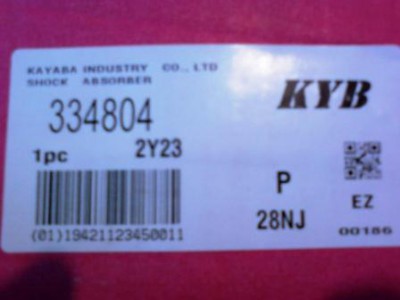 KAYABA INDUSTRY CO., LTD
SHOCK ABSORBER
KYB
334804
1pc 2Y23
P
28NJ
EZ
00186
(01)19421123450011